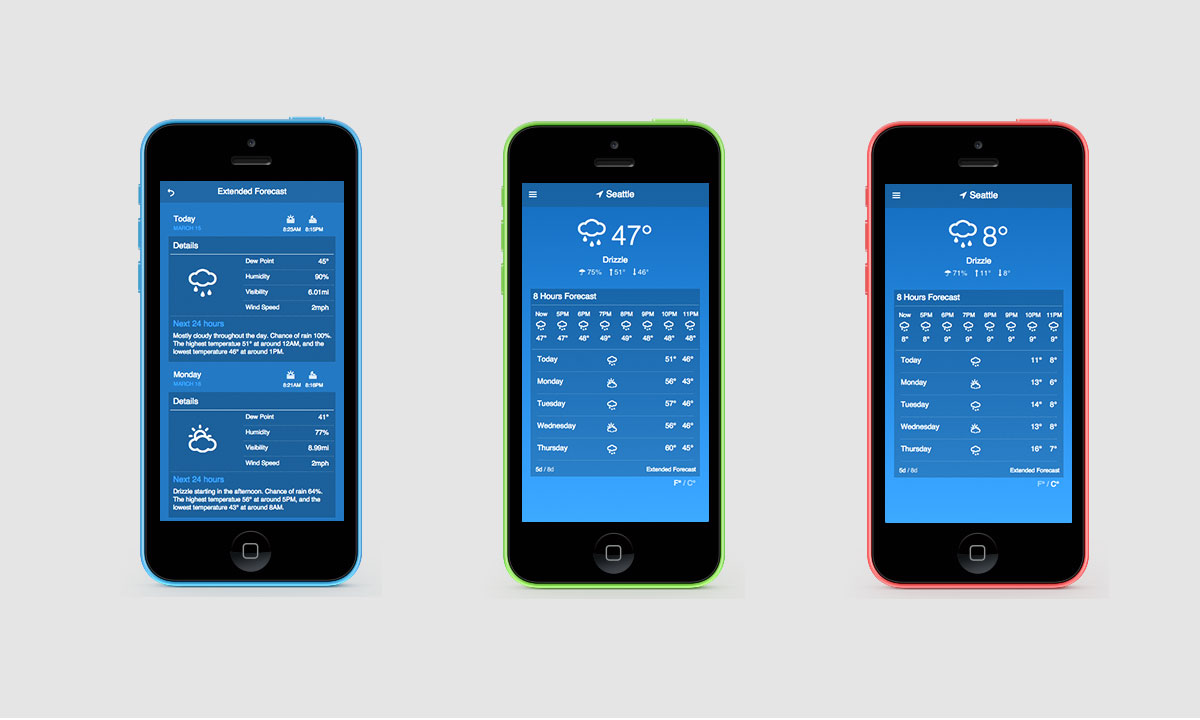 Extended Forecast
Today
MARCH 15
8:23AM 8:15PM
Details
Dew Point 45°
Humidity 90%
Visibility 6.01mi
Wind Speed 2mph
Next 24 hours
Mostly cloudy throughout the day. Chance of rain 100%.
The highest temperatue 51° at around 12AM, and the
lowest temperatue 46° at around 1PM.
Monday
MARCH 16
8:21AM 8:16PM
Details
Dew Point 41°
Humidity 77%
Visibility 8.99mi
Wind Speed 2mph
Next 24 hours
Drizzle starting in the afternoon. Chance of rain 64%.
The highest temperatue 56° at around 5PM, and the
lowest temperatue 43° at around 8AM.
Seattle
47°
Drizzle
75% 51° 46°
8 Hours Forecast
Now 5PM 6PM 7PM 8PM 9PM 10PM 11PM
47° 47° 48° 49° 49° 48° 48° 48°
Today 51° 46°
Monday 56° 43°
Tuesday 57° 46°
Wednesday 56° 46°
Thursday 60° 45°
5d / 8d Extended Forecast
F° / C°
Seattle
8°
Drizzle
71% 11° 8°
8 Hours Forecast
Now 5PM 6PM 7PM 8PM 9PM 10PM 11PM
8° 8° 9° 9° 9° 9° 9° 9°
Today 11° 8°
Monday 13° 6°
Tuesday 14° 8°
Wednesday 13° 8°
Thursday 16° 7°
5d / 8d Extended Forecast
F° / C°